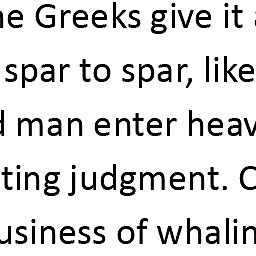 he Greeks give it a
spar to spar, like
d man enter heav
ting judgment. C
usiness of whalin